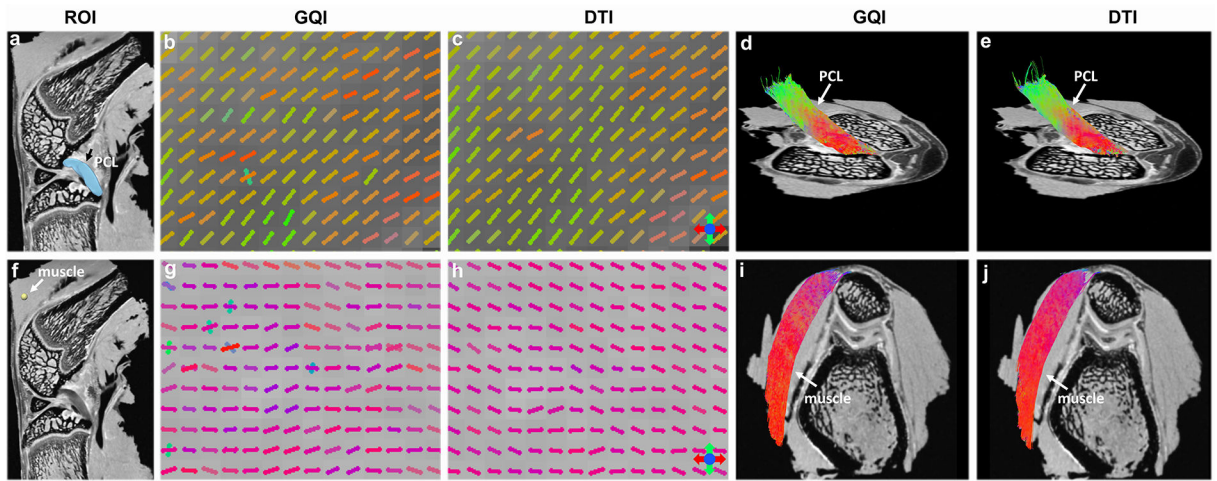 ROI GQI DTI GQI DTI
a b c d e
PCL PCL PCL
f g h i j
muscle
muscle muscle